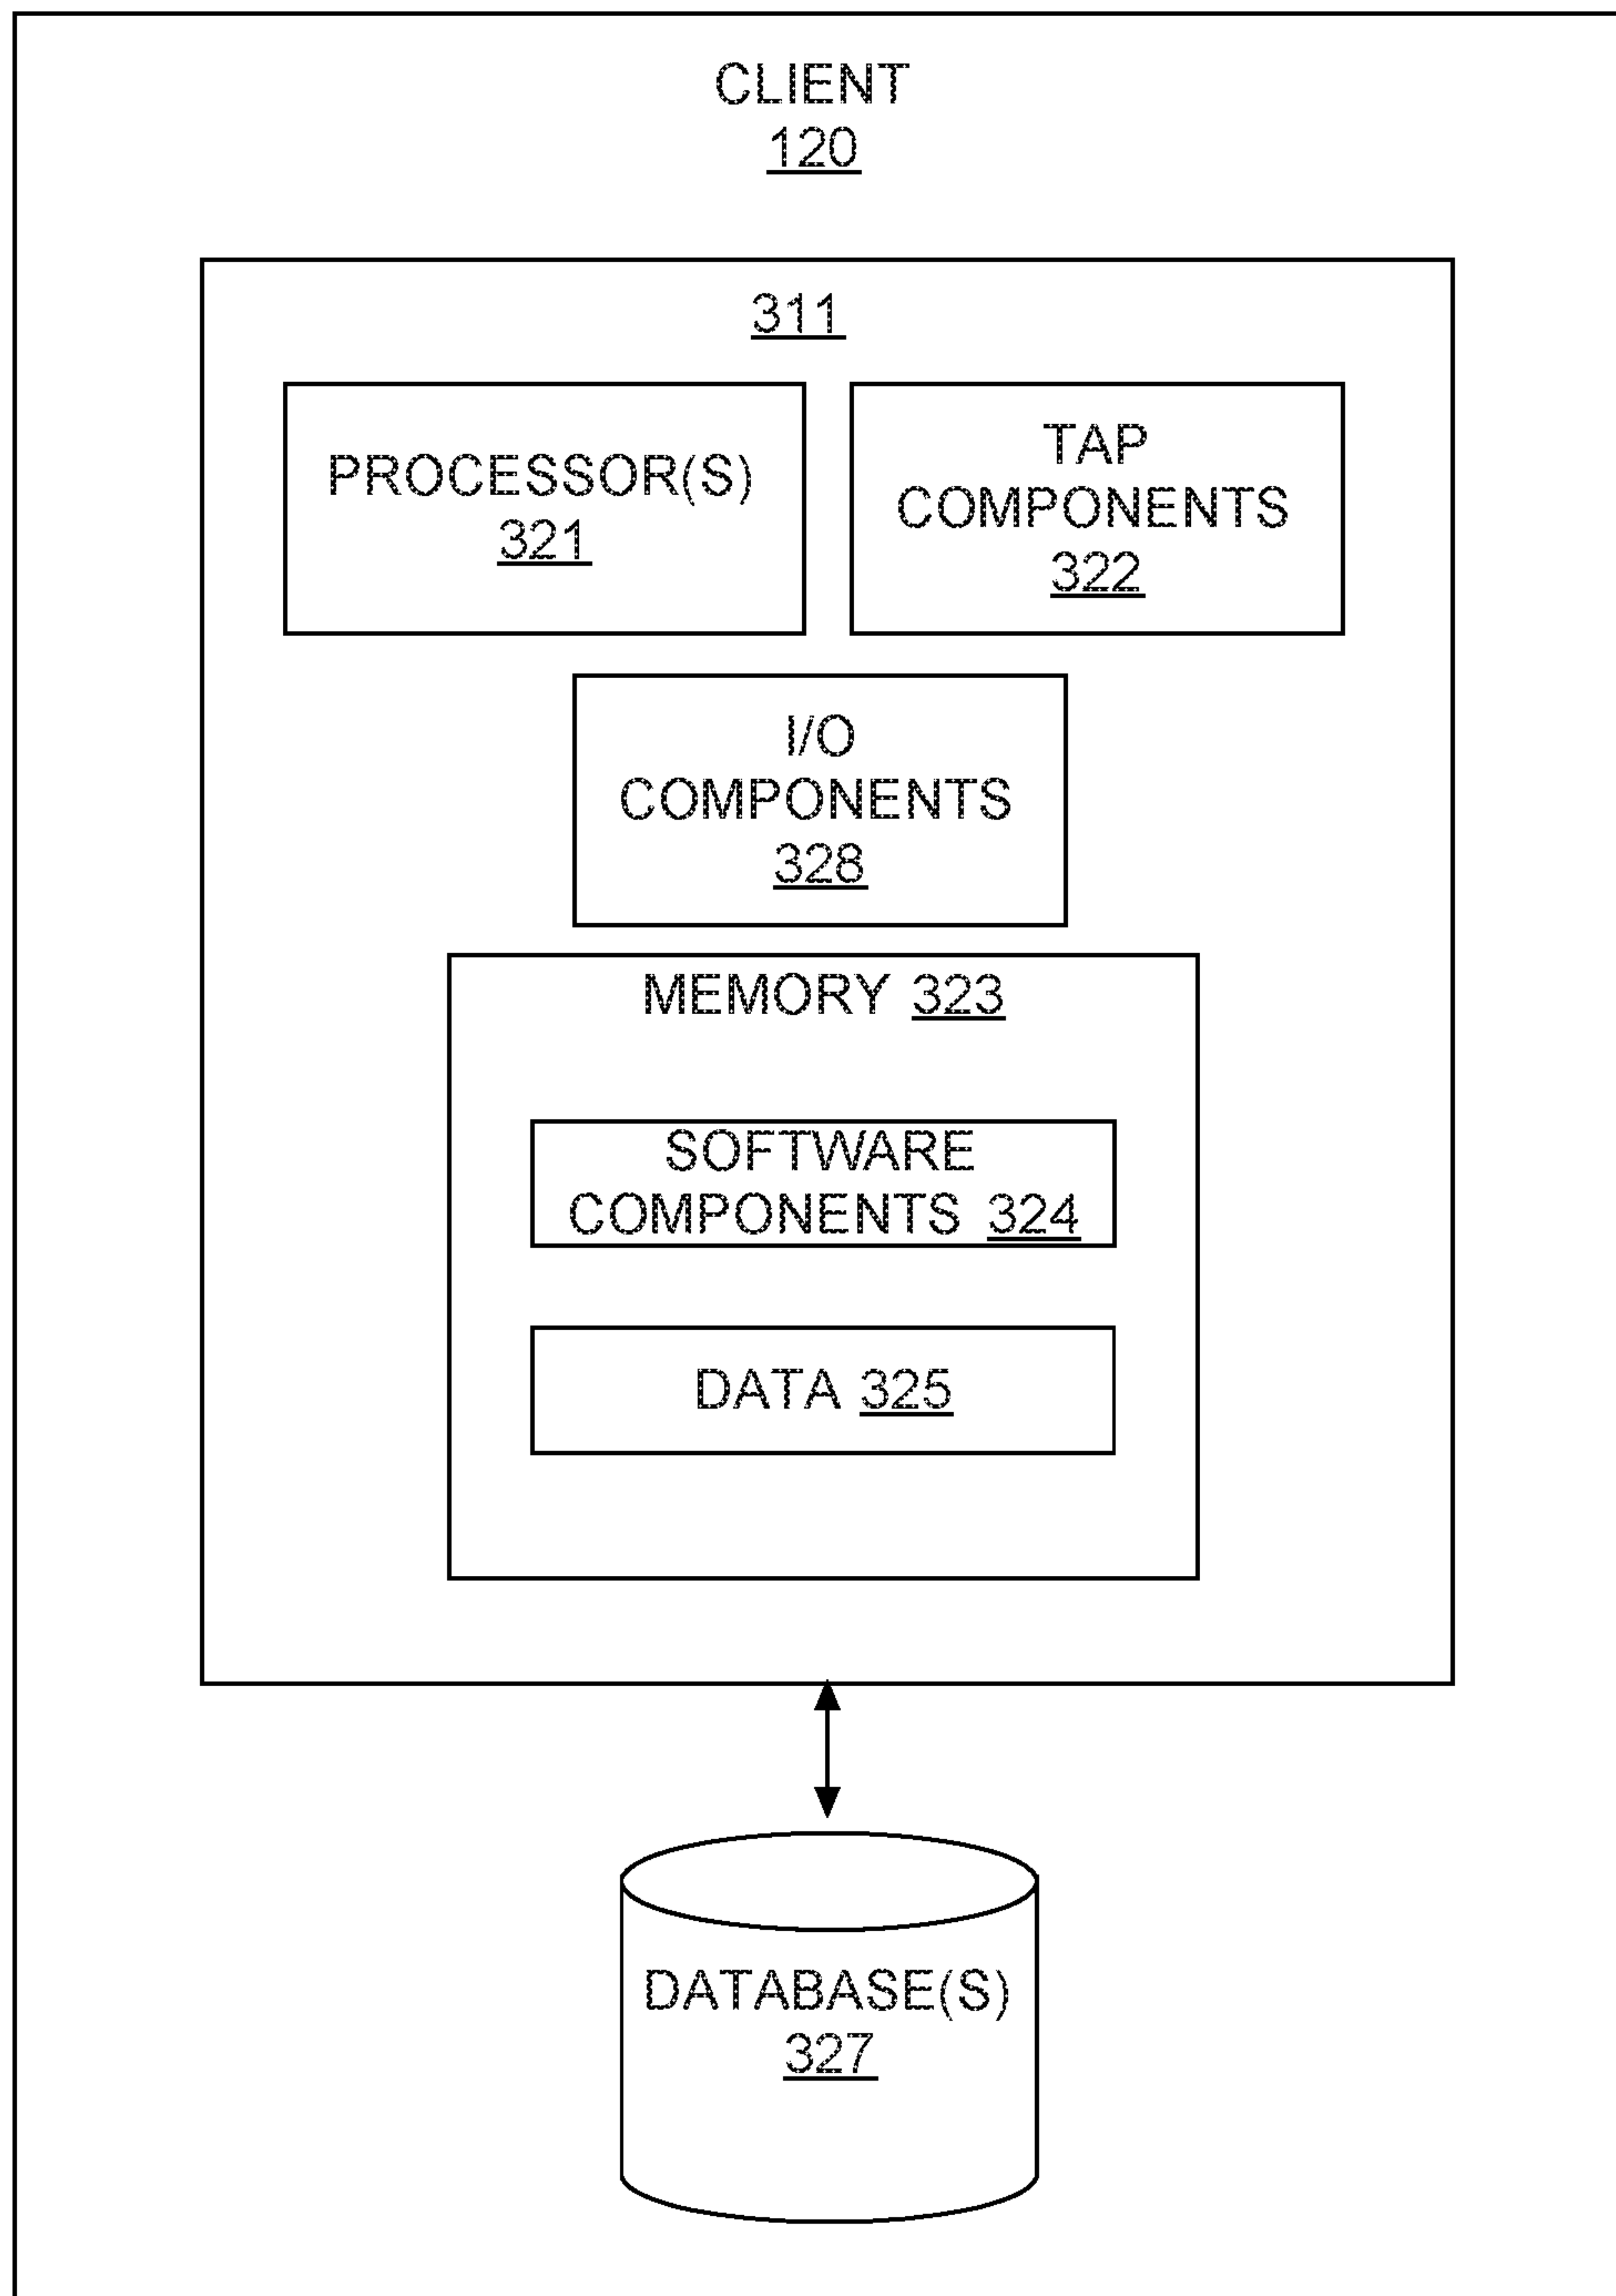 CLIENT
120
311
PROCESSOR(S)
321
TAP
COMPONENTS
322
I/O
COMPONENTS
328
MEMORY 323
SOFTWARE
COMPONENTS 324
DATA 325
DATABASE(S)
327